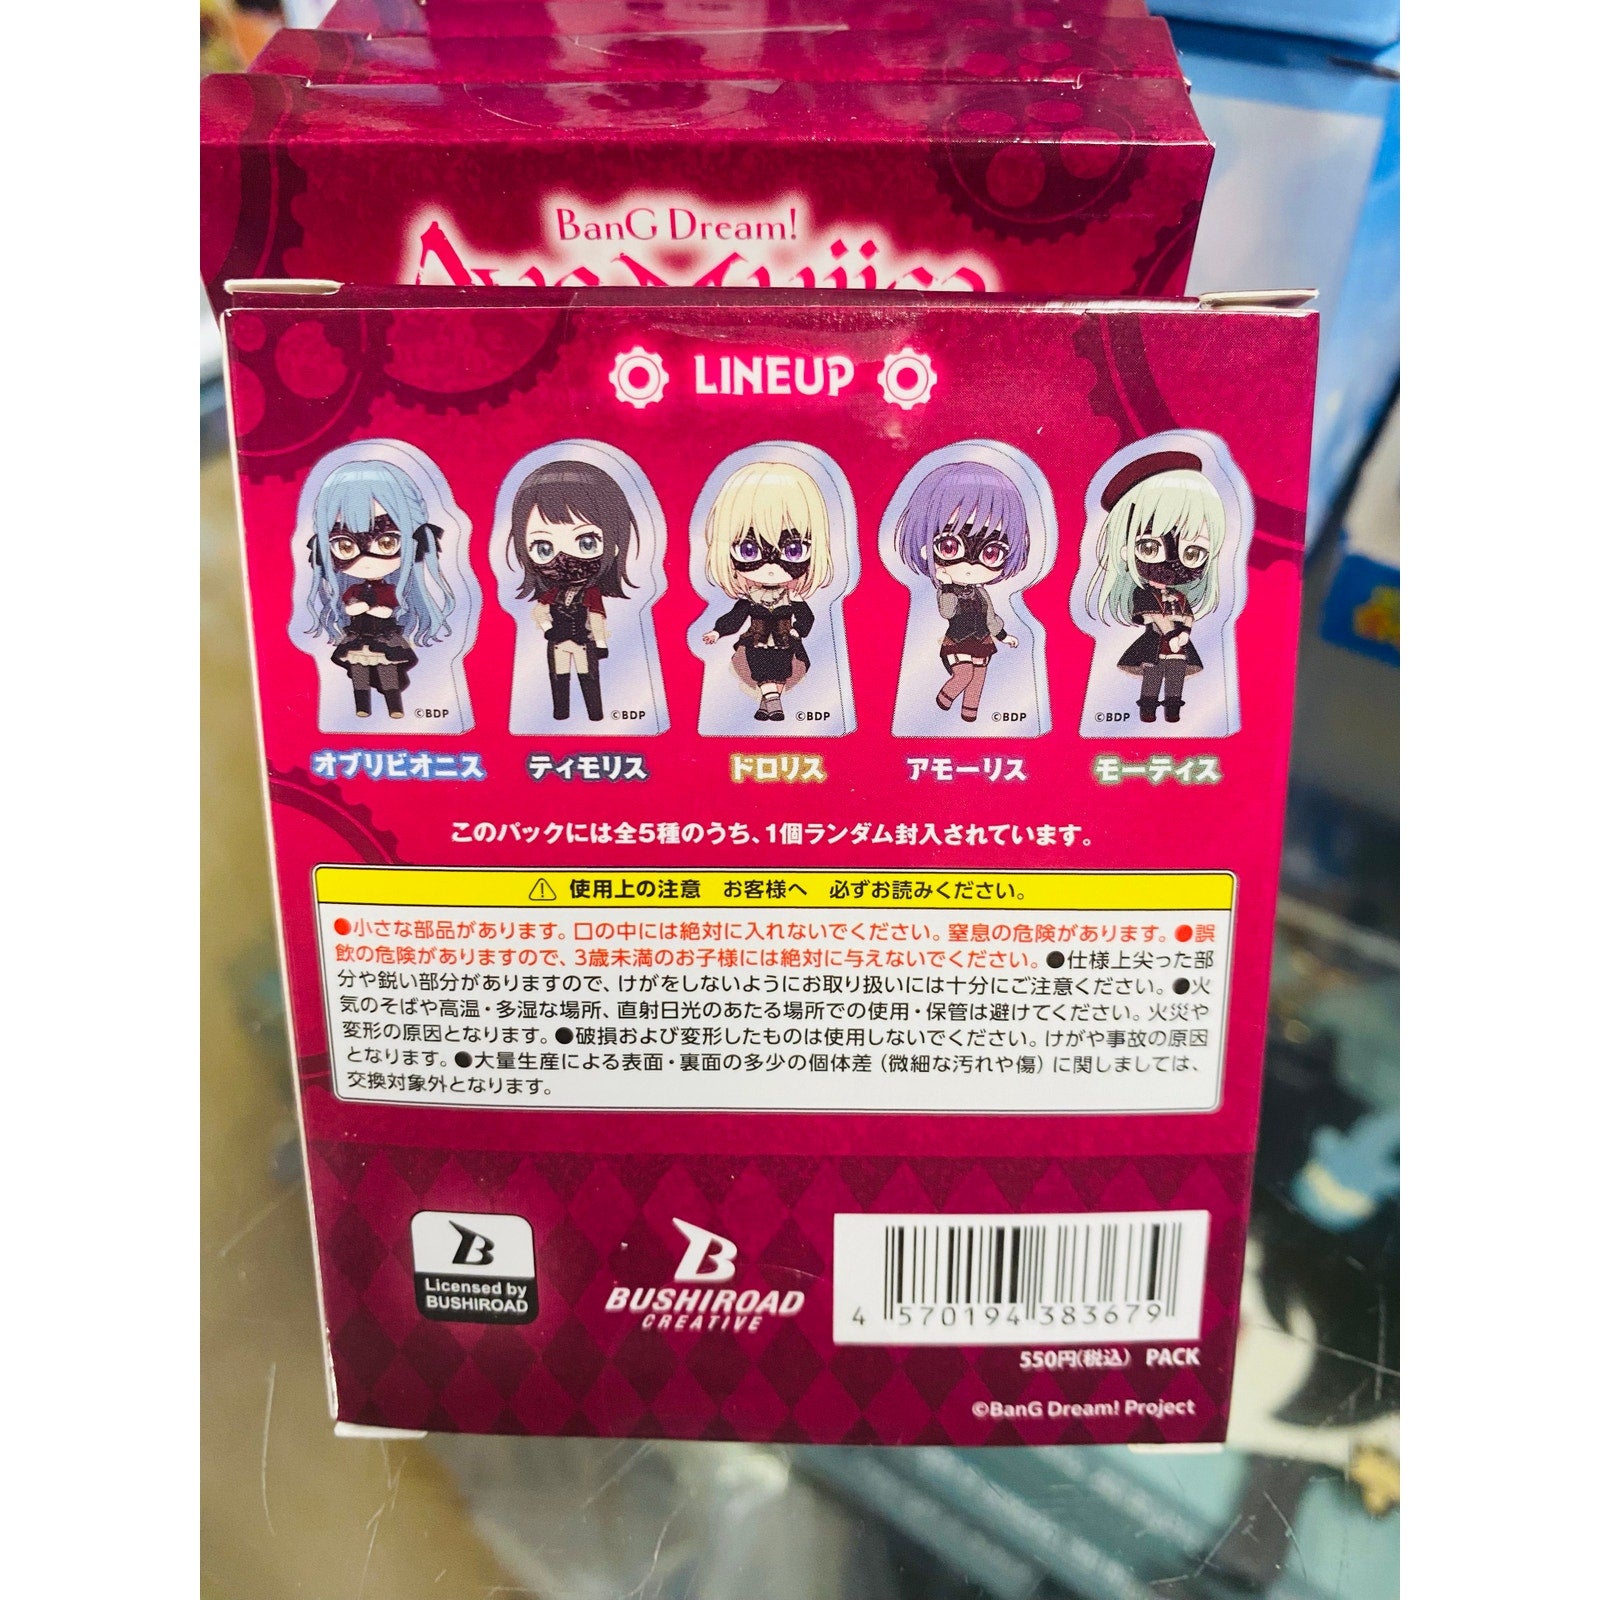 BanG Dream!
Ave Mujica
LINEUP
©BDP
©BDP
©BDP
©BDP
©BDP
オブリビオニス
ティモリス
ドロリス
アモーリス
モーティス
このパックには全5種のうち、1個ランダム封入されています。
⚠ 使用上の注意 お客様へ 必ずお読みください。
●小さな部品があります。口の中には絶対に入れないでください。窒息の危険があります。●誤
飲の危険がありますので、3歳未満のお子様には絶対に与えないでください。●仕様上尖った部
分や鋭い部分がありますので、けがをしないようにお取り扱いには十分にご注意ください。●火
気のそばや高温・多湿な場所、直射日光のあたる場所での使用・保管は避けてください。火災や
変形の原因となります。●破損および変形したものは使用しないでください。けがや事故の原因
となります。●大量生産による表面・裏面の多少の個体差（微細な汚れや傷）に関しましては、
交換対象外となります。
B
Licensed by
BUSHIROAD
B
BUSHIROAD
CREATIVE
4 570194 383679
550円(税込) PACK
©BanG Dream! Project